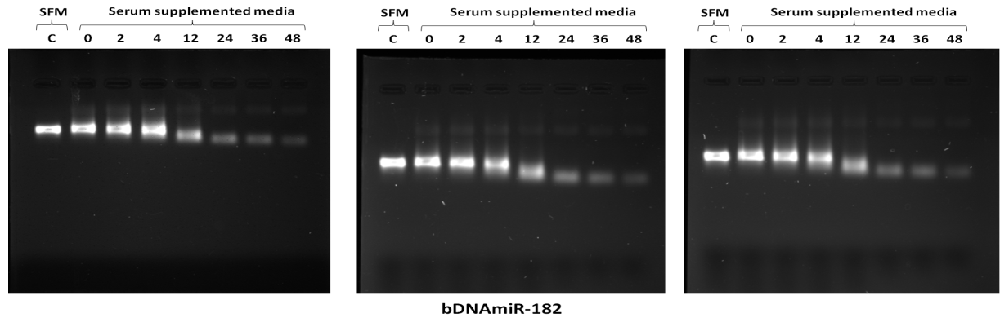 SFM Serum supplemented media
C 0 2 4 12 24 36 48
SFM Serum supplemented media
C 0 2 4 12 24 36 48
SFM Serum supplemented media
C 0 2 4 12 24 36 48
bDNAmiR-182